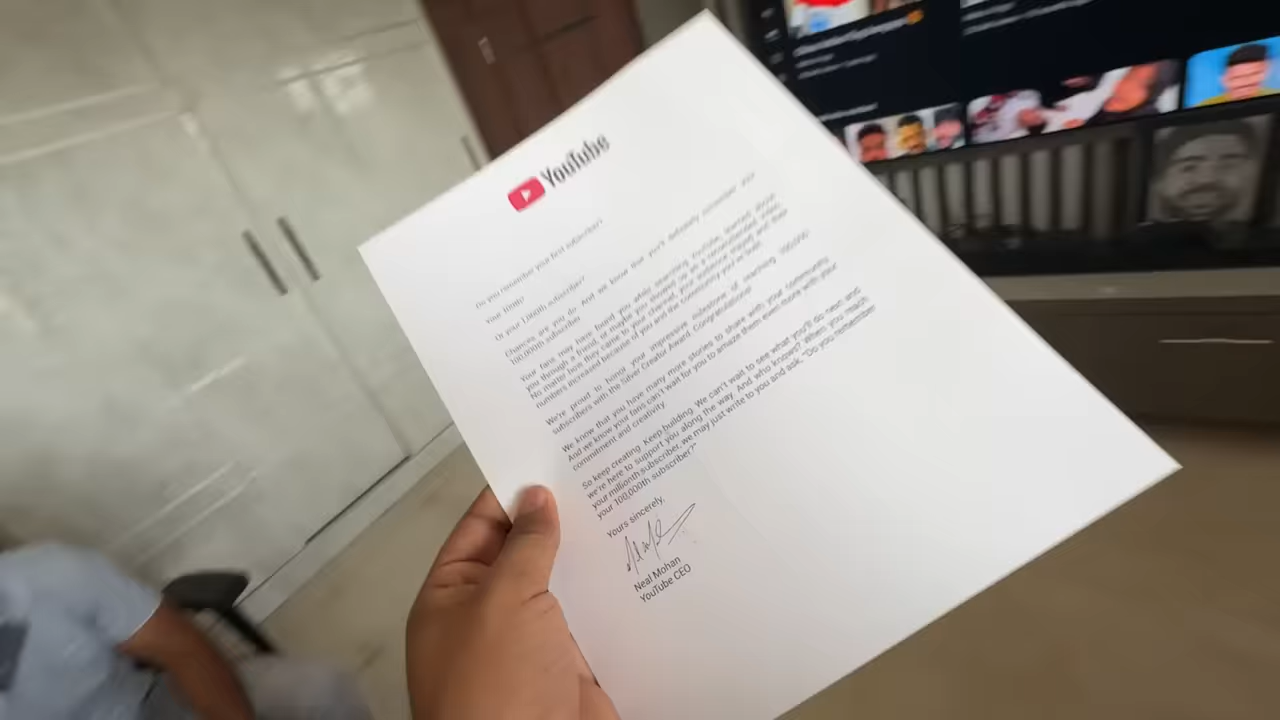 YouTube
Do you remember your first subscriber?
Your 100th?
Or your 1,000th subscriber?
Chances are you do. And we know that you'll definitely remember you
100,000th subscriber.
Your fans may have found you while searching YouTube, learned about
you through a friend, or maybe you showed up as a recommended video.
No matter how they came to your channel, your audience stayed and their
numbers increased because of you and the community you've built.
We're proud to honor your impressive milestone of reaching 100,000
subscribers with the Silver Creator Award. Congratulations!
We know that you have many more stories to share with your community.
And we know your fans can't wait for you to amaze them even more with your
commitment and creativity.
So keep creating. Keep building. We can't wait to see what you'll do next and
we're here to support you along the way. And who knows? When you reach
your millionth subscriber, we may just write to you and ask, "Do you remember
your 100,000th subscriber?"
Yours sincerely,
Neal Mohan
YouTube CEO